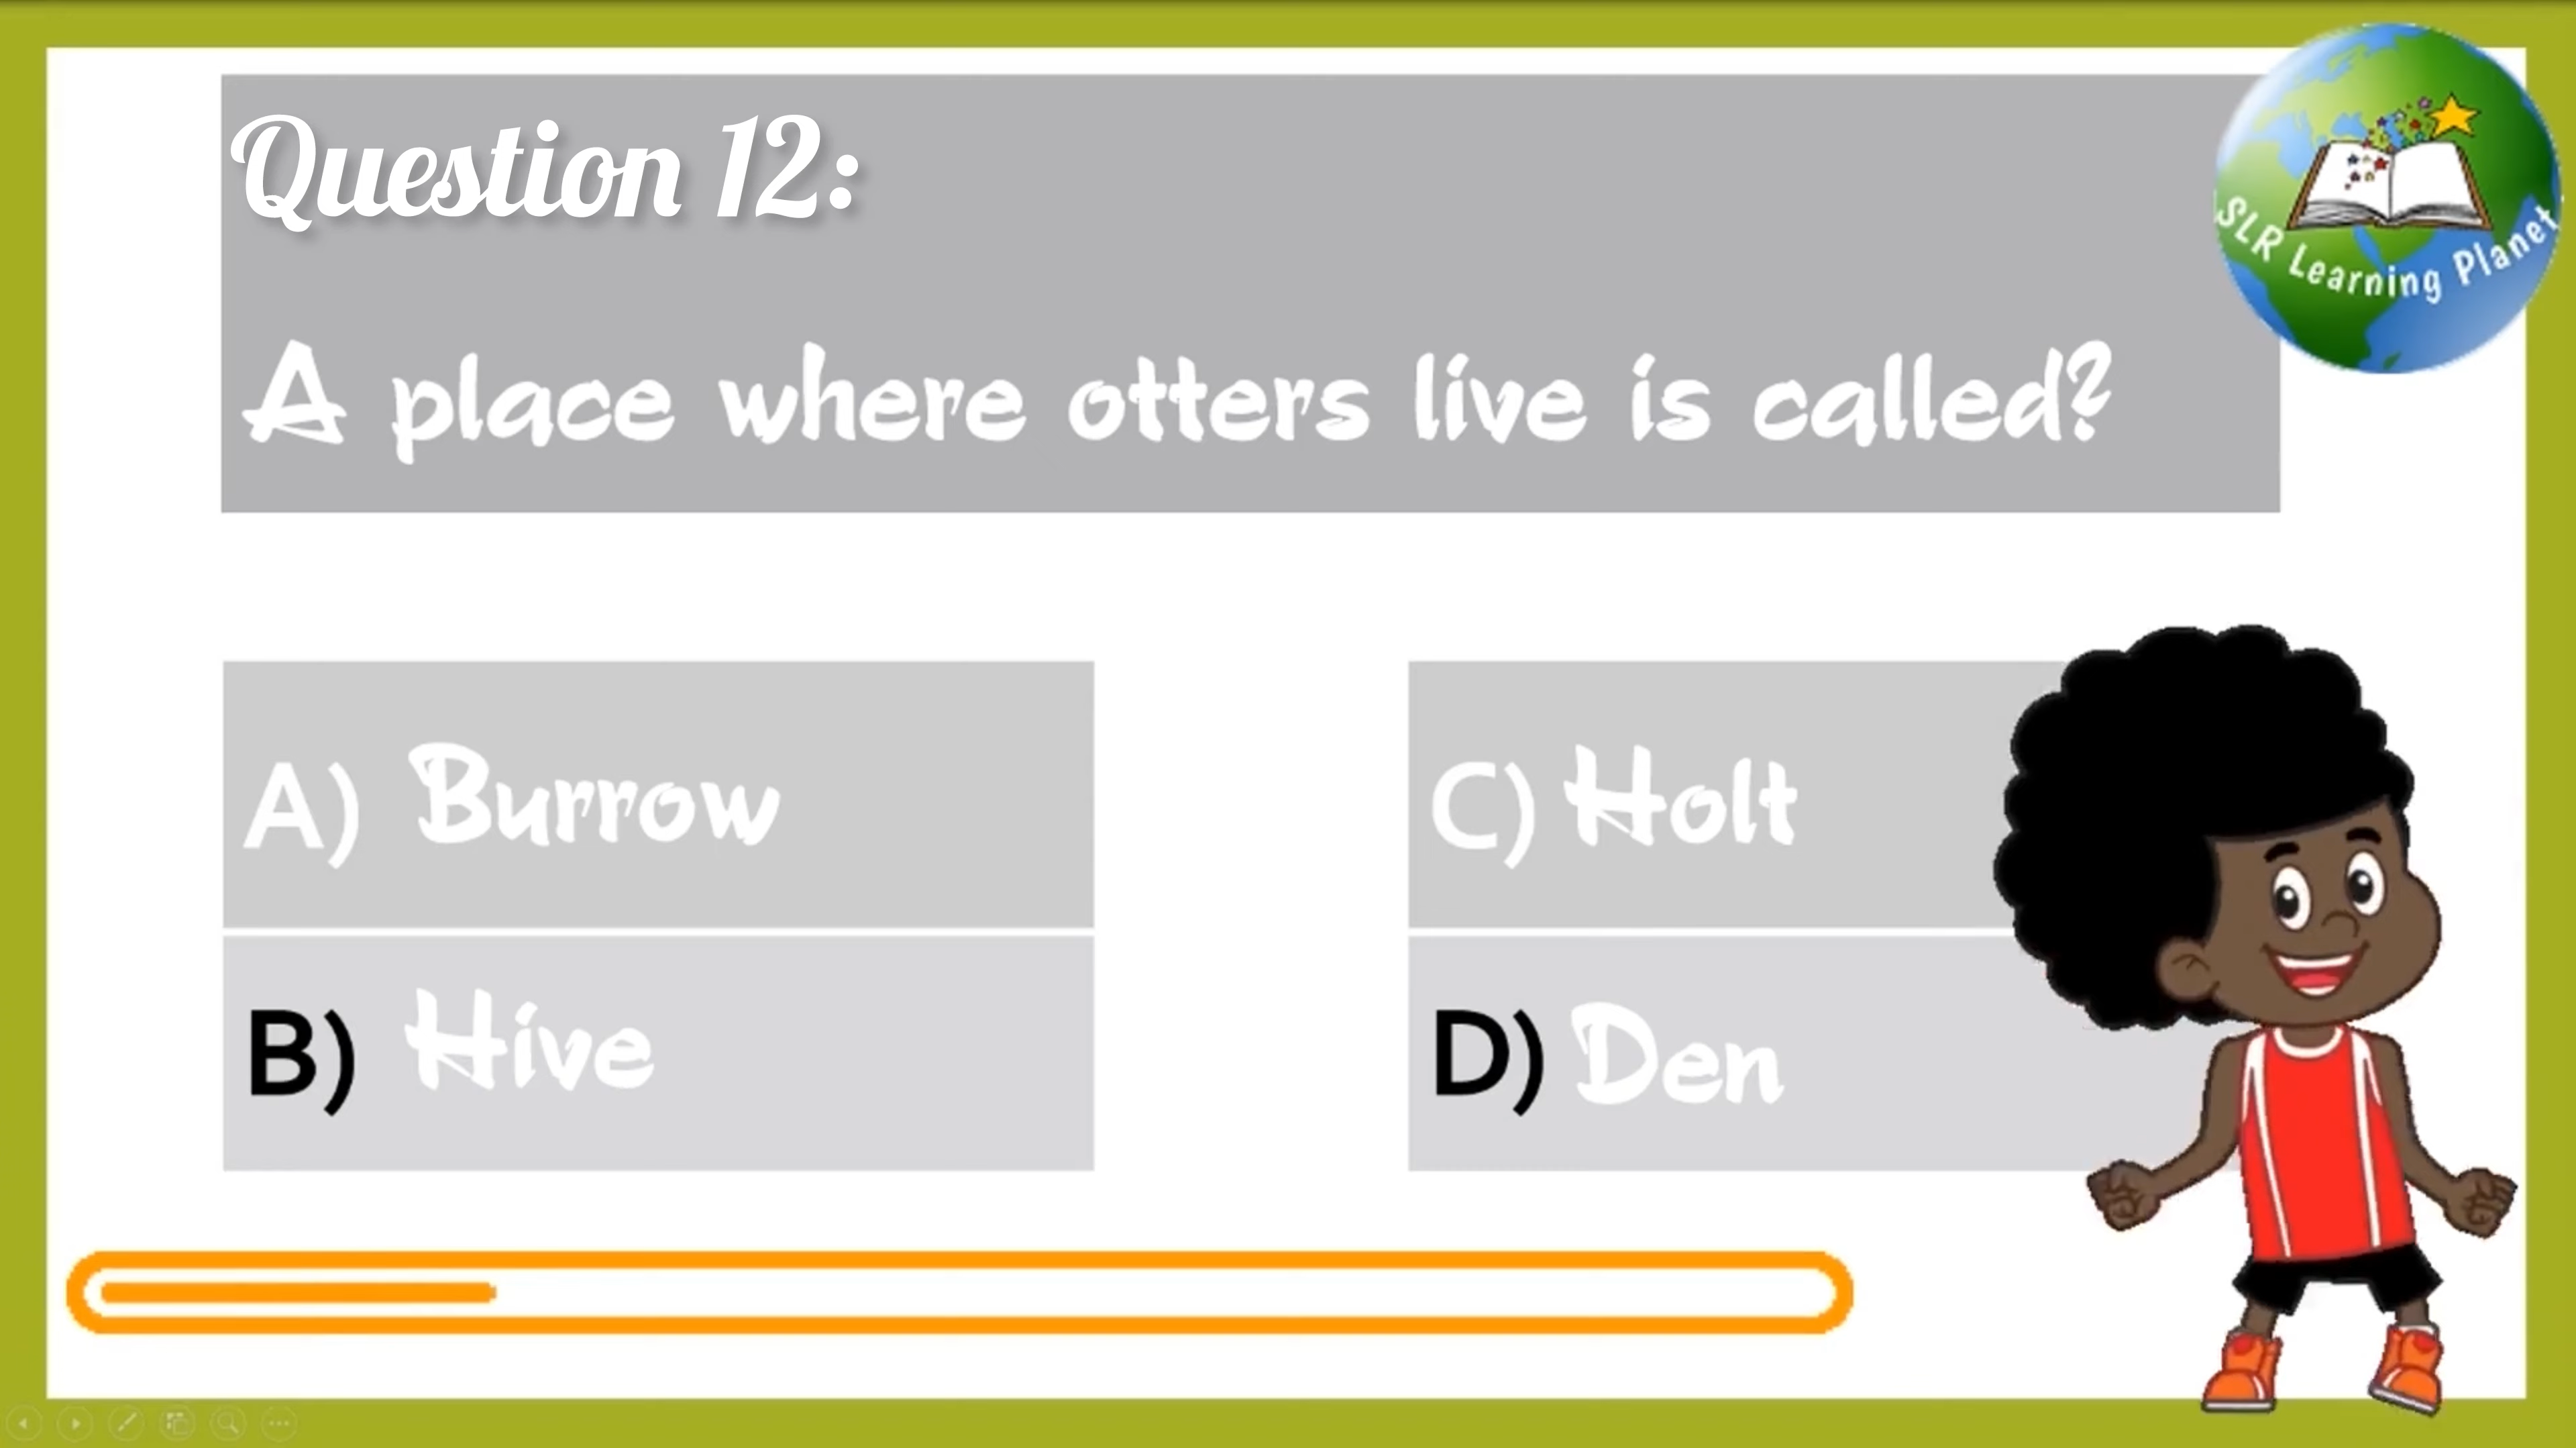 Question 12:
A place where otters live is called?
SLR Learning Planet
A) Burrow
B) Hive
C) Holt
D) Den